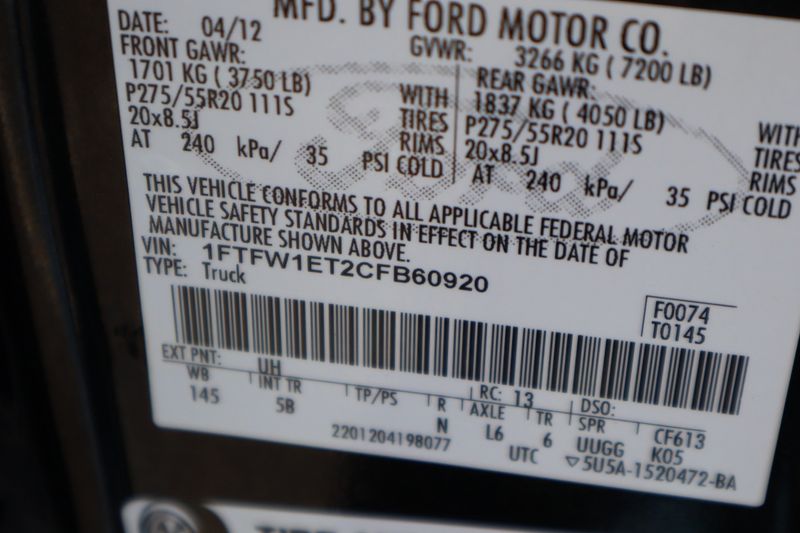 MFD. BY FORD MOTOR CO.
DATE: 04/12 GVWR: 3266 KG ( 7200 LB)
FRONT GAWR: REAR GAWR:
1701 KG ( 3750 LB) WITH 1837 KG ( 4050 LB) WITH
P275/55R20 111S TIRES P275/55R20 111S TIRES
20x8.5J RIMS 20x8.5J RIMS
AT 240 kPa/ 35 PSI COLD AT 240 kPa/ 35 PSI COLD
Ford
THIS VEHICLE CONFORMS TO ALL APPLICABLE FEDERAL MOTOR
VEHICLE SAFETY STANDARDS IN EFFECT ON THE DATE OF
MANUFACTURE SHOWN ABOVE.
VIN: 1FTFW1ET2CFB60920
TYPE: Truck
F0074
T0145
EXT PNT: UH RC: 13 DSO:
WB INT TR TP/PS R AXLE TR SPR CF613
145 5B N L6 6 UUGG K05
2201204198077 UTC ▽5U5A-1520472-BA